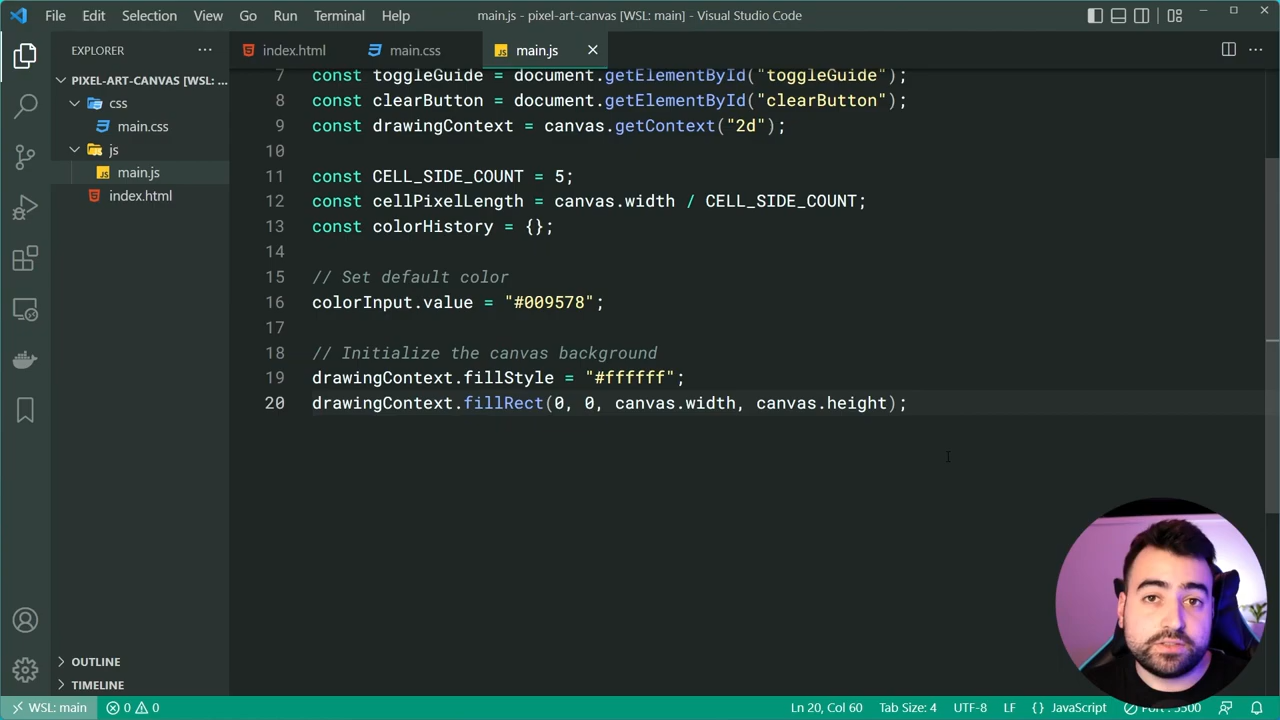 File Edit Selection View Go Run Terminal Help main.js - pixel-art-canvas [WSL: main] - Visual Studio Code
EXPLORER
PIXEL-ART-CANVAS [WSL: ...
css
main.css
js
main.js
index.html
OUTLINE
TIMELINE
index.html main.css JS main.js
7 const toggleGuide = document.getElementById("toggleGuide");
8 const clearButton = document.getElementById("clearButton");
9 const drawingContext = canvas.getContext("2d");
10
11 const CELL_SIDE_COUNT = 5;
12 const cellPixelLength = canvas.width / CELL_SIDE_COUNT;
13 const colorHistory = {};
14
15 // Set default color
16 colorInput.value = "#009578";
17
18 // Initialize the canvas background
19 drawingContext.fillStyle = "#ffffff";
20 drawingContext.fillRect(0, 0, canvas.width, canvas.height);
WSL: main 0 0 Ln 20, Col 60 Tab Size: 4 UTF-8 LF {} JavaScript